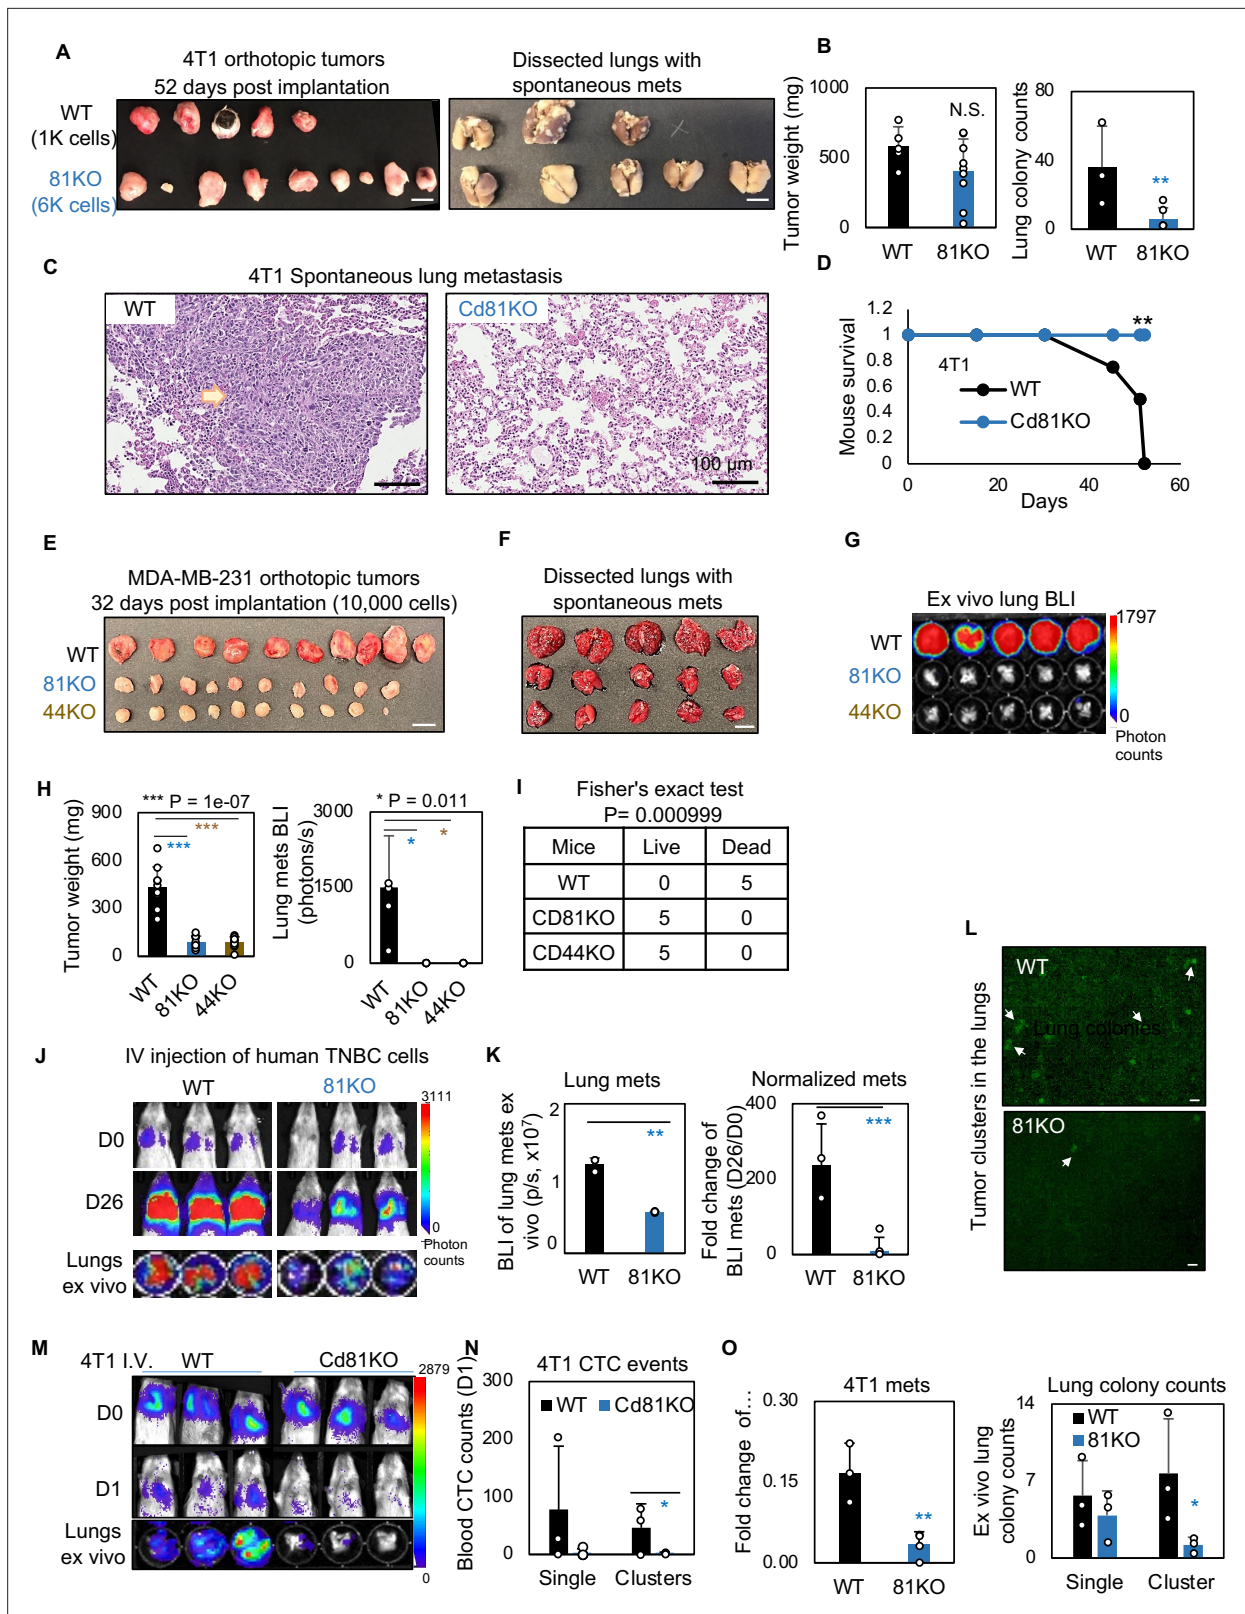 A
4T1 orthotopic tumors
52 days post implantation
Dissected lungs with
spontaneous mets
WT
(1K cells)
81KO
(6K cells)
B
Tumor weight (mg)
1000
500
0
N.S.
WT 81KO
Lung colony counts
80
40
0
**
WT 81KO
C
4T1 Spontaneous lung metastasis
WT
Cd81KO
100 µm
D
Mouse survival
1.2
1
0.8
0.6
0.4
0.2
0
**
4T1
WT
Cd81KO
0 20 40 60
Days
E
MDA-MB-231 orthotopic tumors
32 days post implantation (10,000 cells)
WT
81KO
44KO
F
Dissected lungs with
spontaneous mets
G
Ex vivo lung BLI
WT
81KO
44KO
1797
0
Photon
counts
H
*** P = 1e-07
Tumor weight (mg)
900
600
300
0
***
***
WT 81KO 44KO
* P = 0.011
Lung mets BLI
(photons/s)
3000
1500
0
*
*
WT 81KO 44KO
I
Fisher's exact test
P= 0.000999
Mice Live Dead
WT 0 5
CD81KO 5 0
CD44KO 5 0
J
IV injection of human TNBC cells
WT 81KO
D0
D26
Lungs
ex vivo
3111
0
Photon
counts
K
Lung mets
BLI of lung mets ex
vivo (p/s, x10⁷)
2
1
0
**
WT 81KO
Normalized mets
Fold change of
BLI mets (D26/D0)
400
200
0
***
WT 81KO
L
Tumor clusters in the lungs
WT
Lung colonies
81KO
M
4T1 I.V. WT Cd81KO
D0
D1
Lungs
ex vivo
2879
0
N
4T1 CTC events
Blood CTC counts (D1)
300
200
100
0
WT Cd81KO
*
Single Clusters
O
4T1 mets
Fold change of…
0.30
0.15
0.00
**
WT 81KO
Lung colony counts
Ex vivo lung
colony counts
14
7
0
WT
81KO
*
Single Cluster